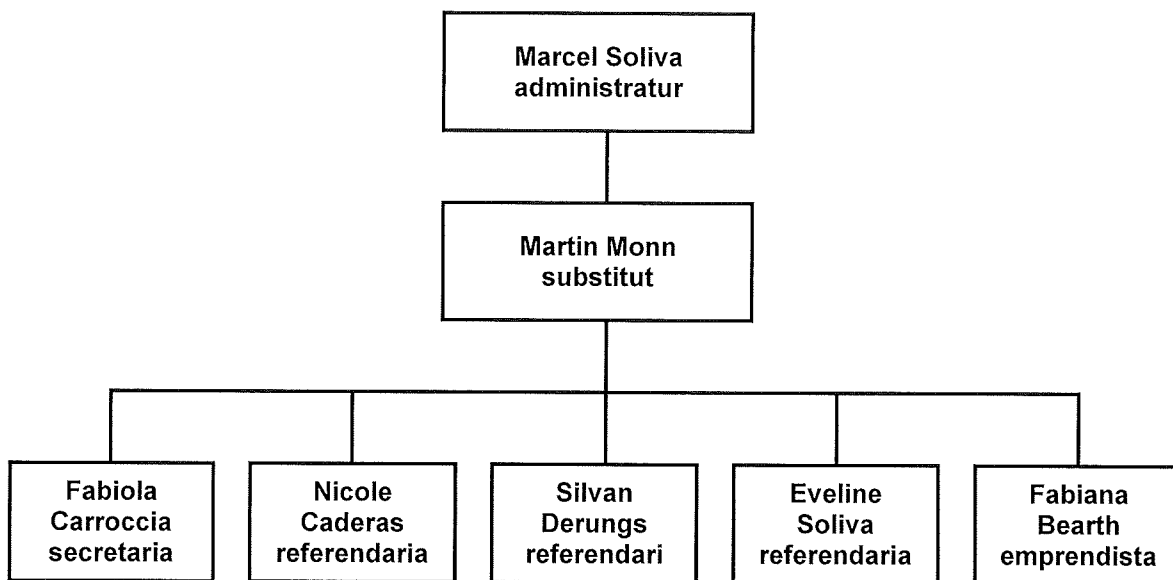 Marcel Soliva
administratur
Martin Monn
substitut
Fabiola
Carroccia
secretaria
Nicole
Caderas
referendaria
Silvan
Derungs
referendari
Eveline
Soliva
referendaria
Fabiana
Bearth
emprendista